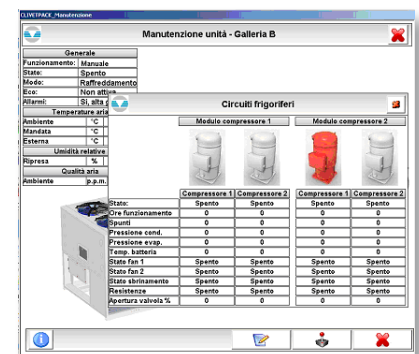 CLIVETPACK_Manutenzione
Manutenzione unità - Galleria B
Generale
Funzionamento: Manuale
Stato: Spento
Modo: Raffreddamento
Eco: Non attivo
Allarmi: Si, alta
Temperature aria
Ambiente °C
Mandata °C
Esterna °C
Umidità relative
Ripresa %
Qualità aria
Ambiente p.p.m.
Circuiti frigoriferi
Modulo compressore 1 Modulo compressore 2
Compressore 1 Compressore 2 Compressore 1 Compressore 2
Stato: Spento Spento Spento Spento
Ore funzionamento 0 0 0 0
Spunti 0 0 0 0
Pressione cond. 0 0 0 0
Pressione evap. 0 0 0 0
Temp. batteria 0 0 0 0
Stato fan 1 Spento Spento Spento Spento
Stato fan 2 Spento Spento Spento Spento
Stato sbrinamento Spento Spento Spento Spento
Resistenze Spento Spento Spento Spento
Apertura valvola % 0 0 0 0